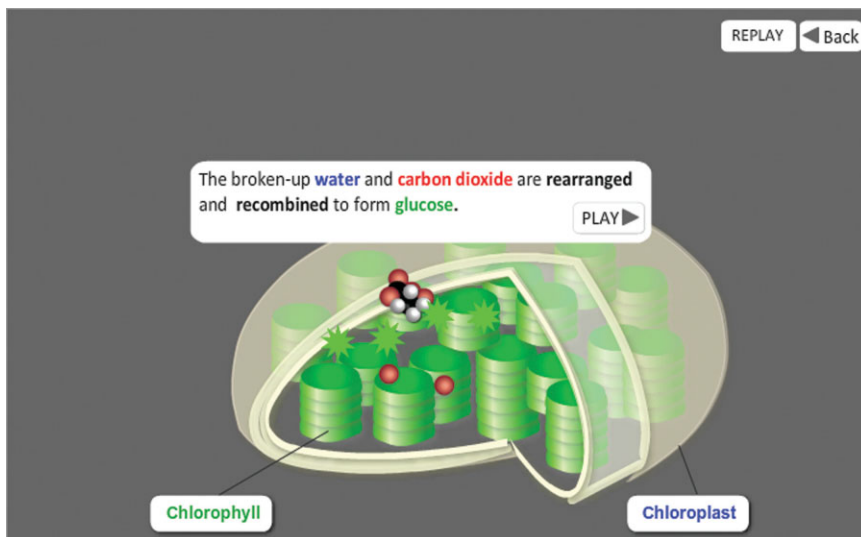 REPLAY
Back
The broken-up water and carbon dioxide are rearranged
and recombined to form glucose.
PLAY
Chlorophyll
Chloroplast